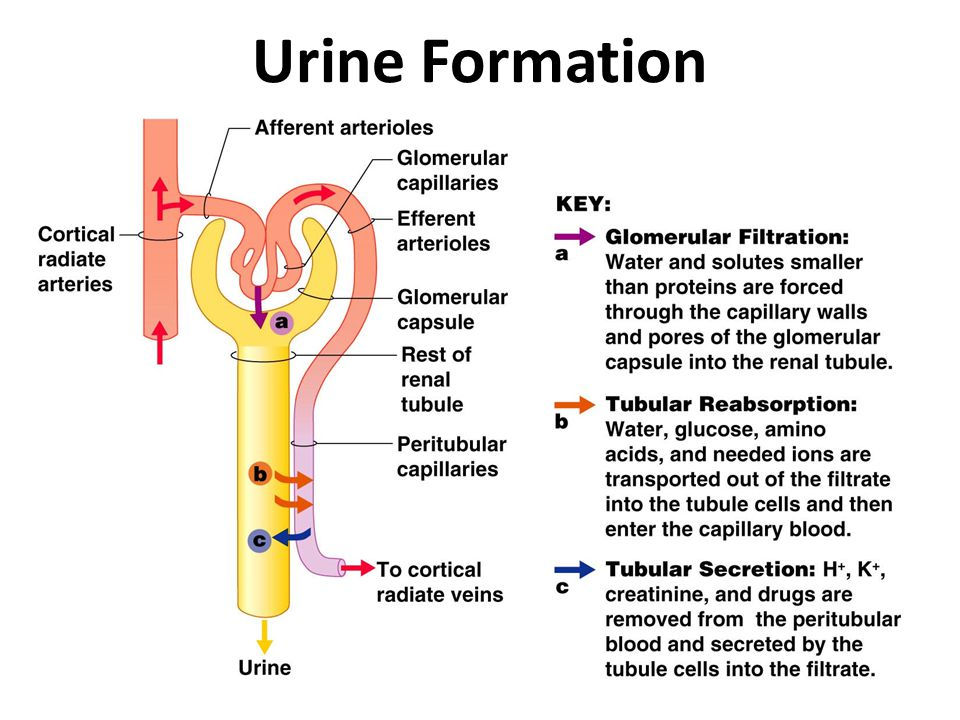 Urine Formation
Afferent arterioles
Glomerular
capillaries
Efferent
arterioles
Cortical
radiate
arteries
Glomerular
capsule
a
Rest of
renal
tubule
Peritubular
capillaries
b
c
To cortical
radiate veins
Urine
KEY:
a
Glomerular Filtration:
Water and solutes smaller
than proteins are forced
through the capillary walls
and pores of the glomerular
capsule into the renal tubule.
b
Tubular Reabsorption:
Water, glucose, amino
acids, and needed ions are
transported out of the filtrate
into the tubule cells and then
enter the capillary blood.
c
Tubular Secretion: H⁺, K⁺,
creatinine, and drugs are
removed from the peritubular
blood and secreted by the
tubule cells into the filtrate.